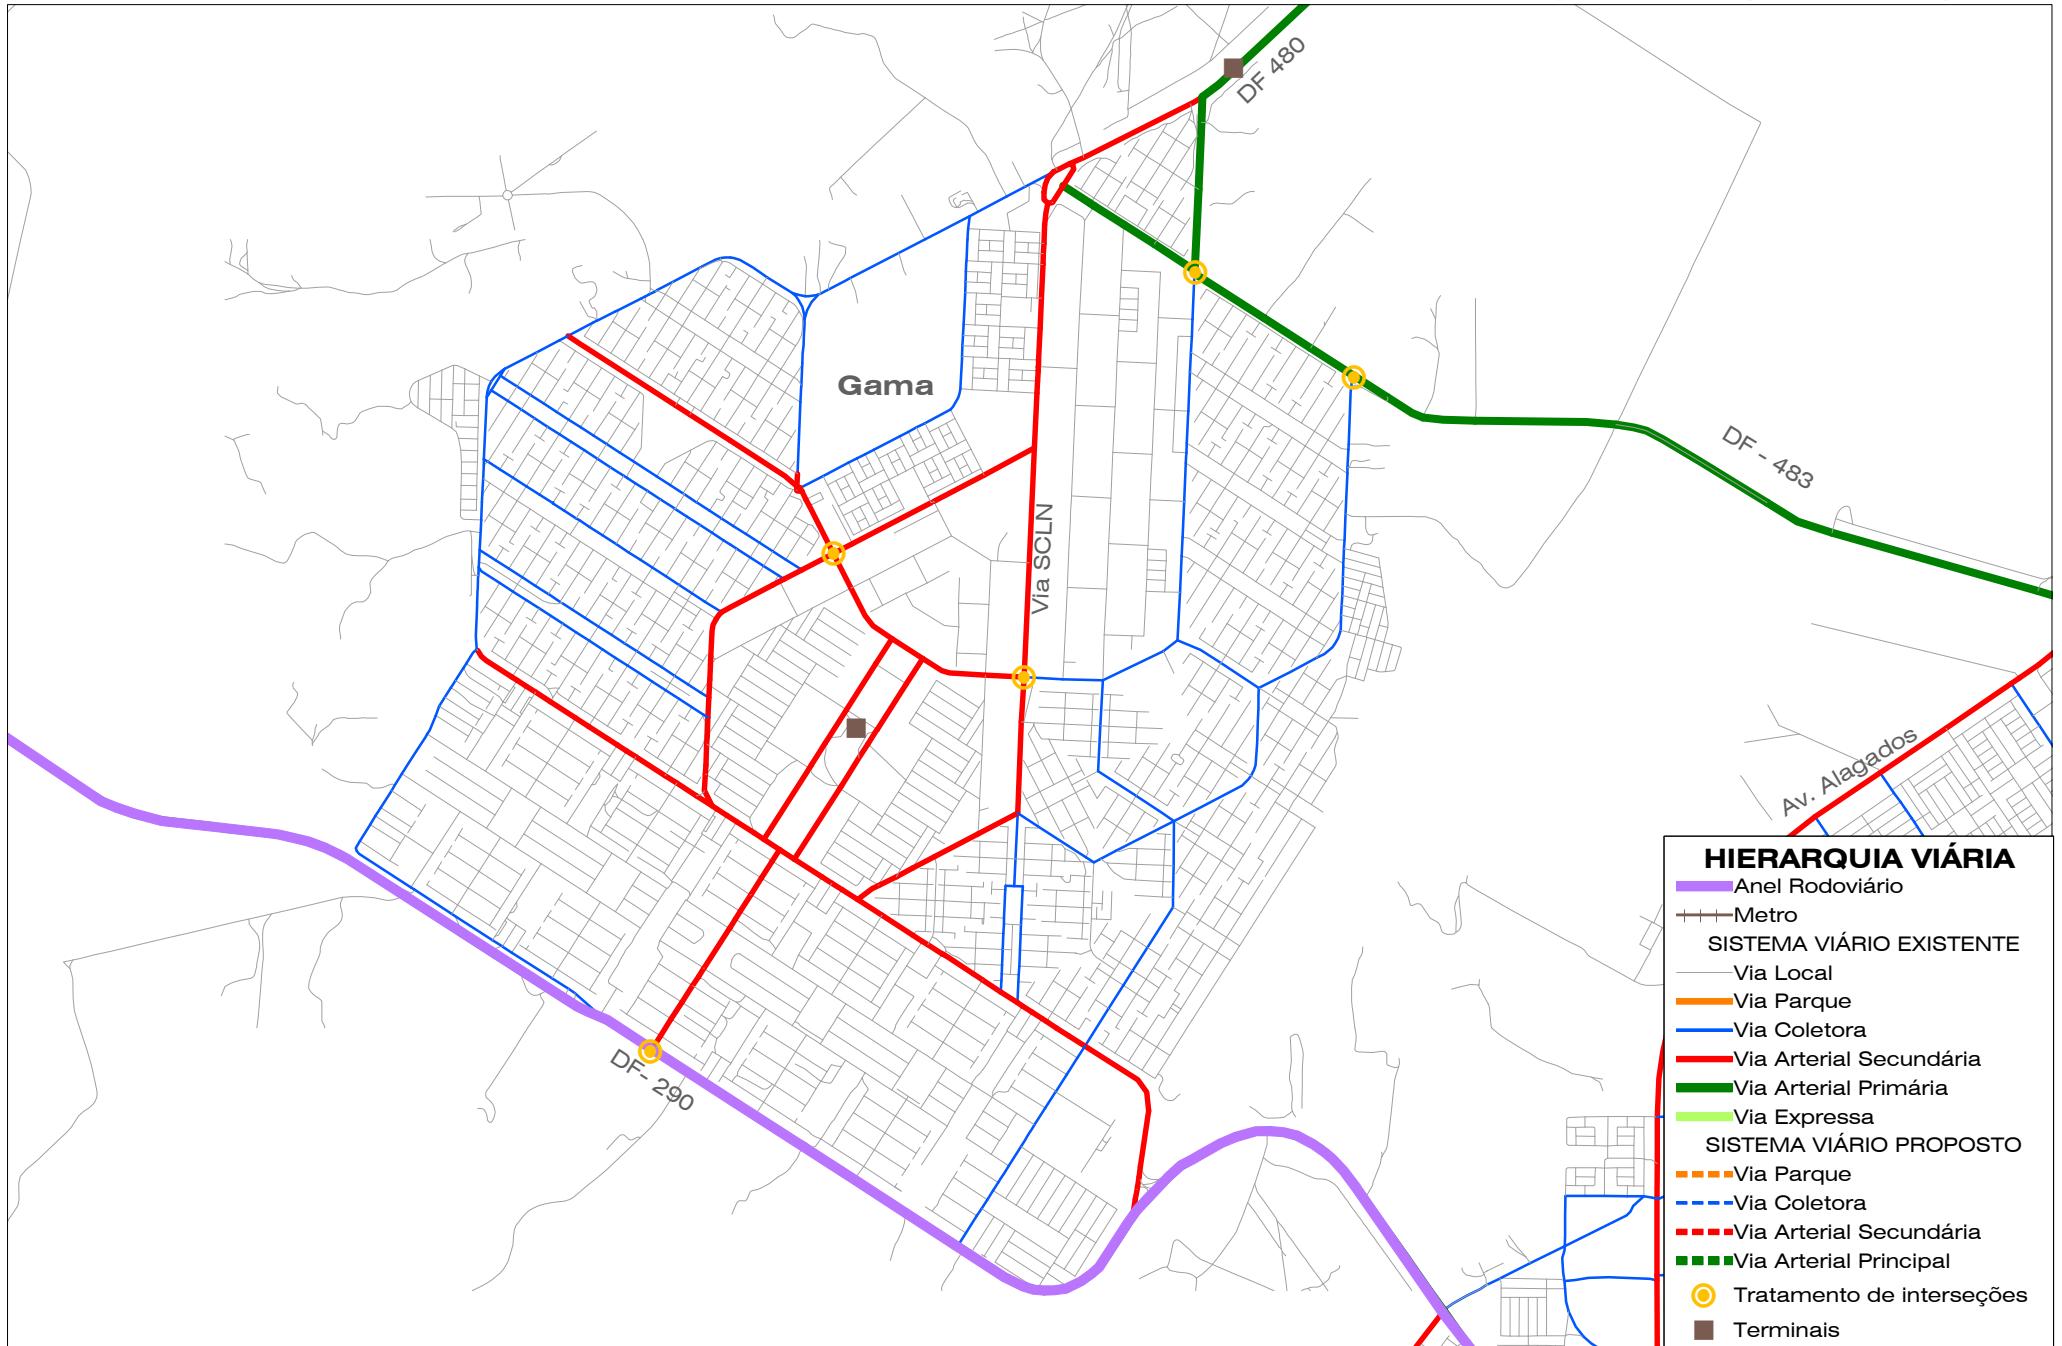 DF 480
Gama
DF - 483
Via SCLN
Av. Alagados
DF- 290
HIERARQUIA VIÁRIA
Anel Rodoviário
Metro
SISTEMA VIÁRIO EXISTENTE
Via Local
Via Parque
Via Coletora
Via Arterial Secundária
Via Arterial Primária
Via Expressa
SISTEMA VIÁRIO PROPOSTO
Via Parque
Via Coletora
Via Arterial Secundária
Via Arterial Principal
Tratamento de interseções
Terminais